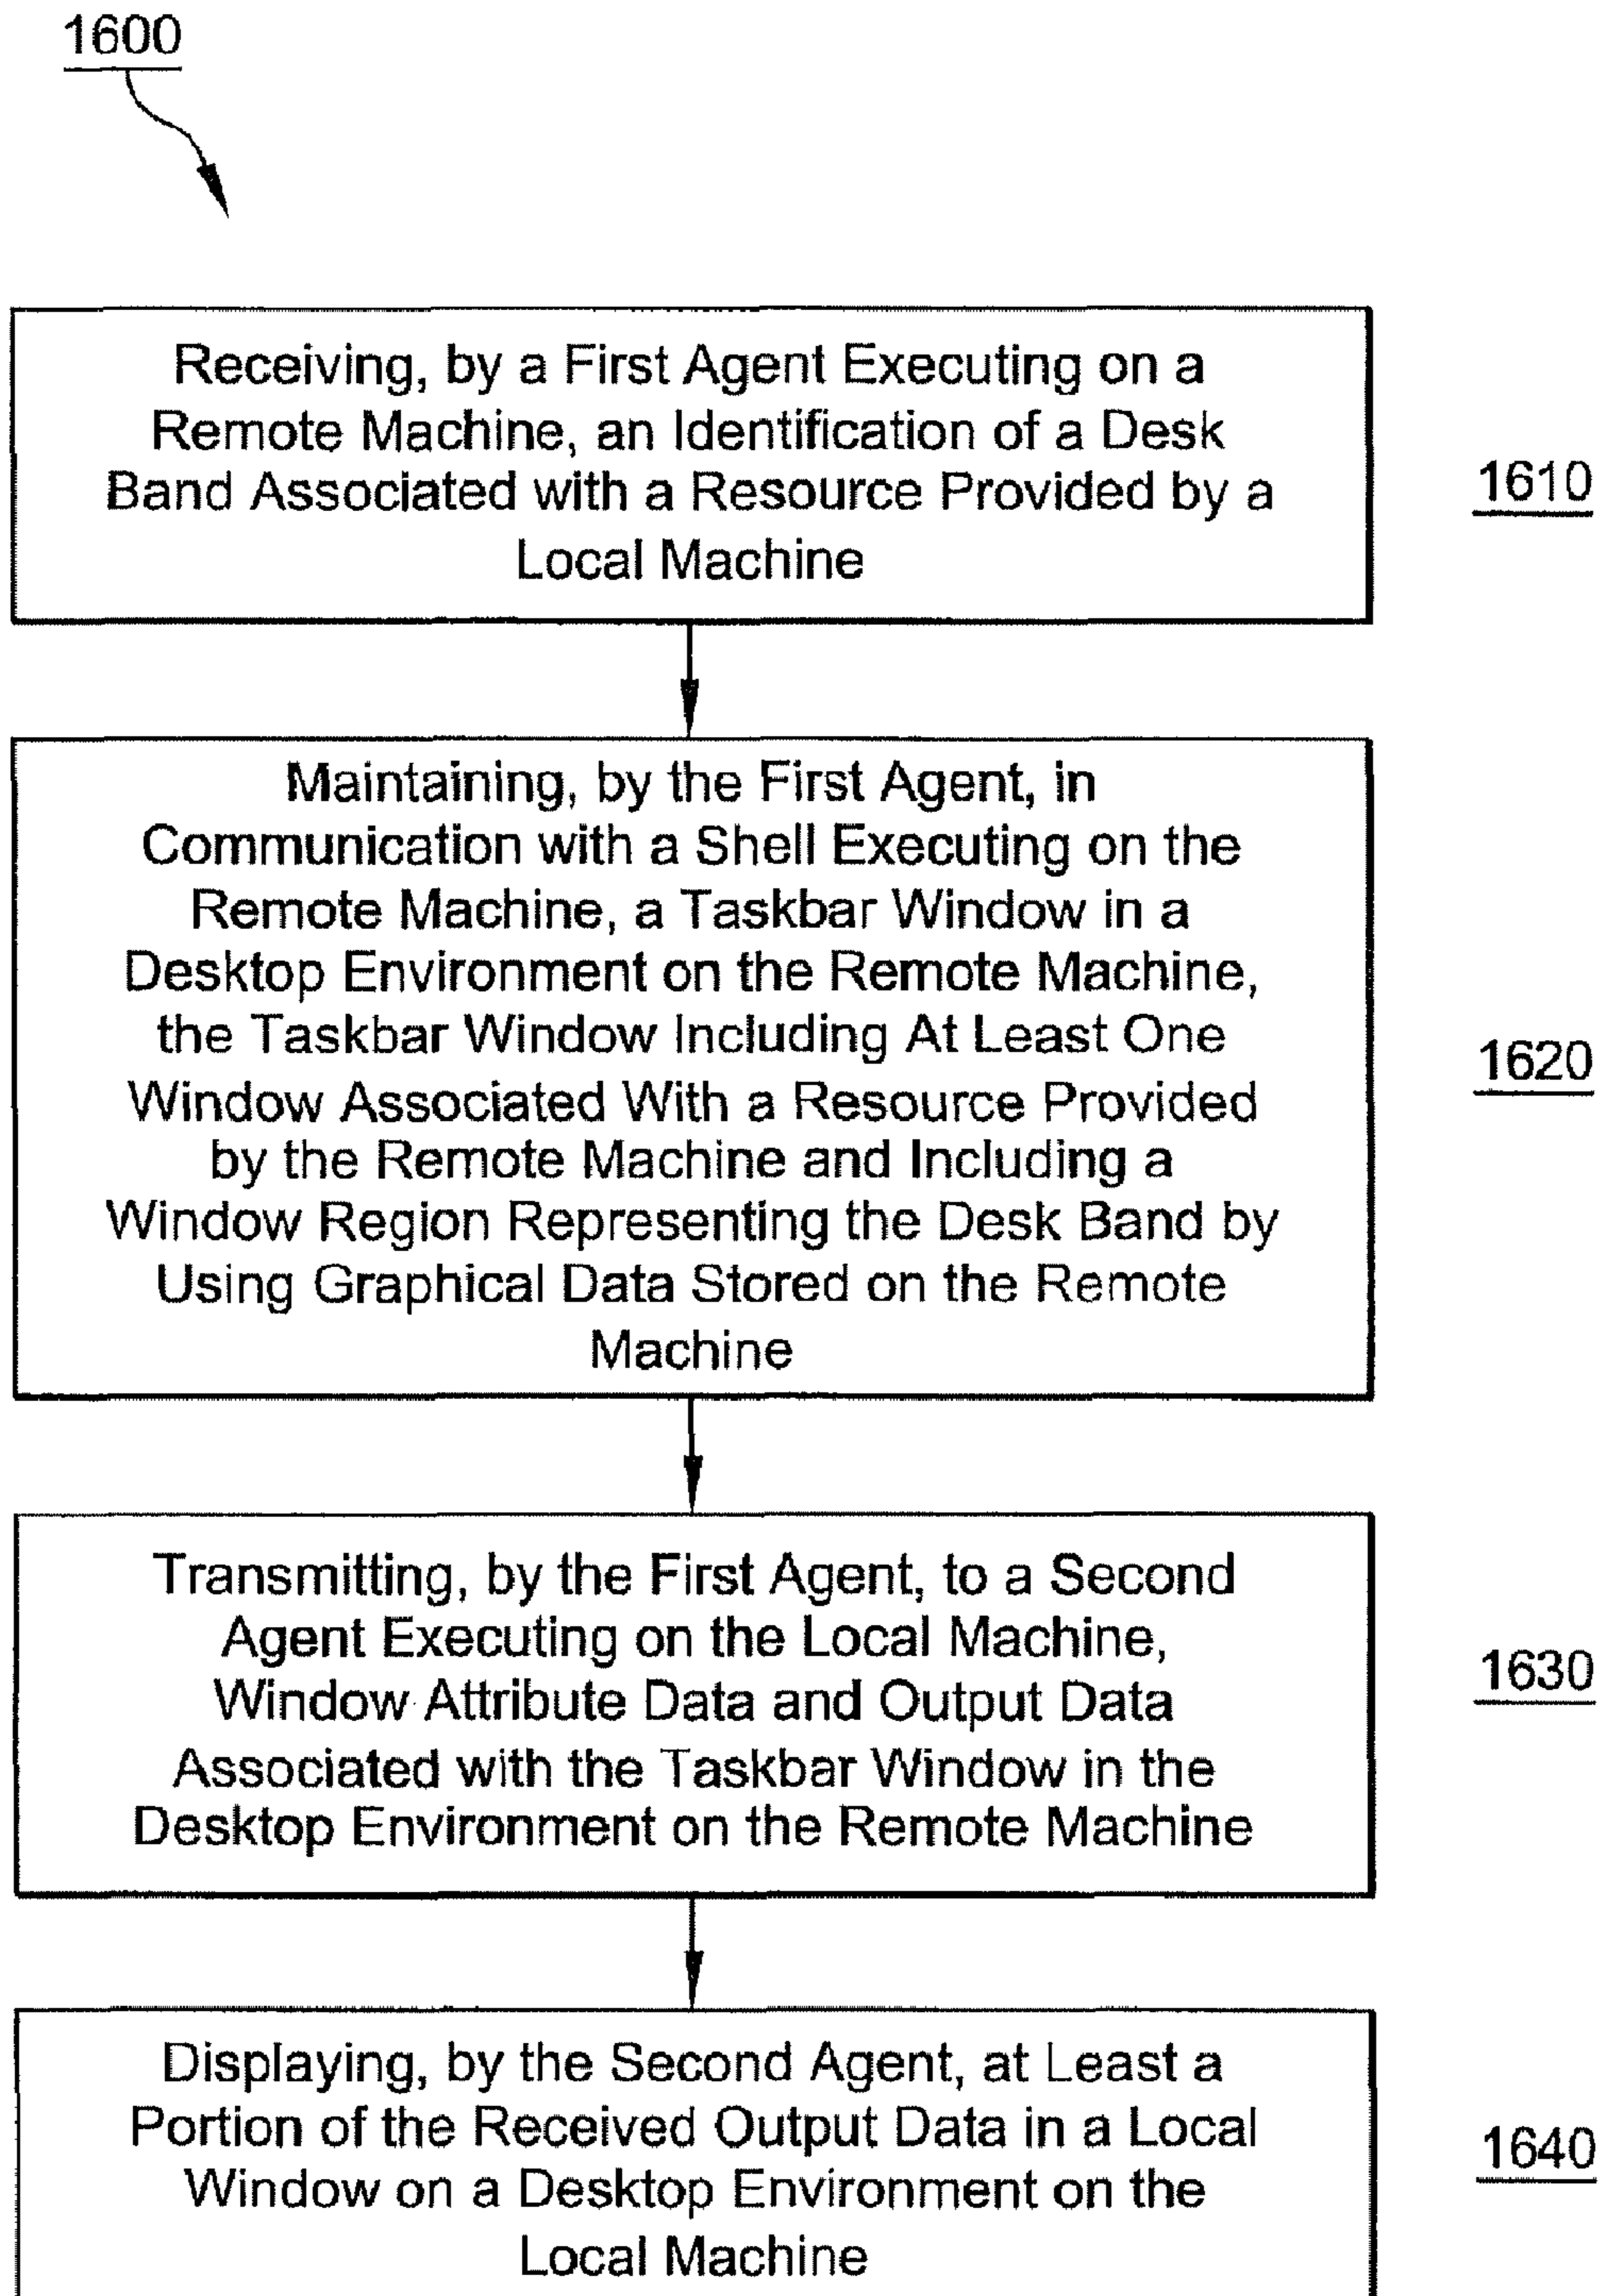 1600
Receiving, by a First Agent Executing on a
Remote Machine, an Identification of a Desk
Band Associated with a Resource Provided by a
Local Machine
1610
Maintaining, by the First Agent, in
Communication with a Shell Executing on the
Remote Machine, a Taskbar Window in a
Desktop Environment on the Remote Machine,
the Taskbar Window Including At Least One
Window Associated With a Resource Provided
by the Remote Machine and Including a
Window Region Representing the Desk Band by
Using Graphical Data Stored on the Remote
Machine
1620
Transmitting, by the First Agent, to a Second
Agent Executing on the Local Machine,
Window Attribute Data and Output Data
Associated with the Taskbar Window in the
Desktop Environment on the Remote Machine
1630
Displaying, by the Second Agent, at Least a
Portion of the Received Output Data in a Local
Window on a Desktop Environment on the
Local Machine
1640